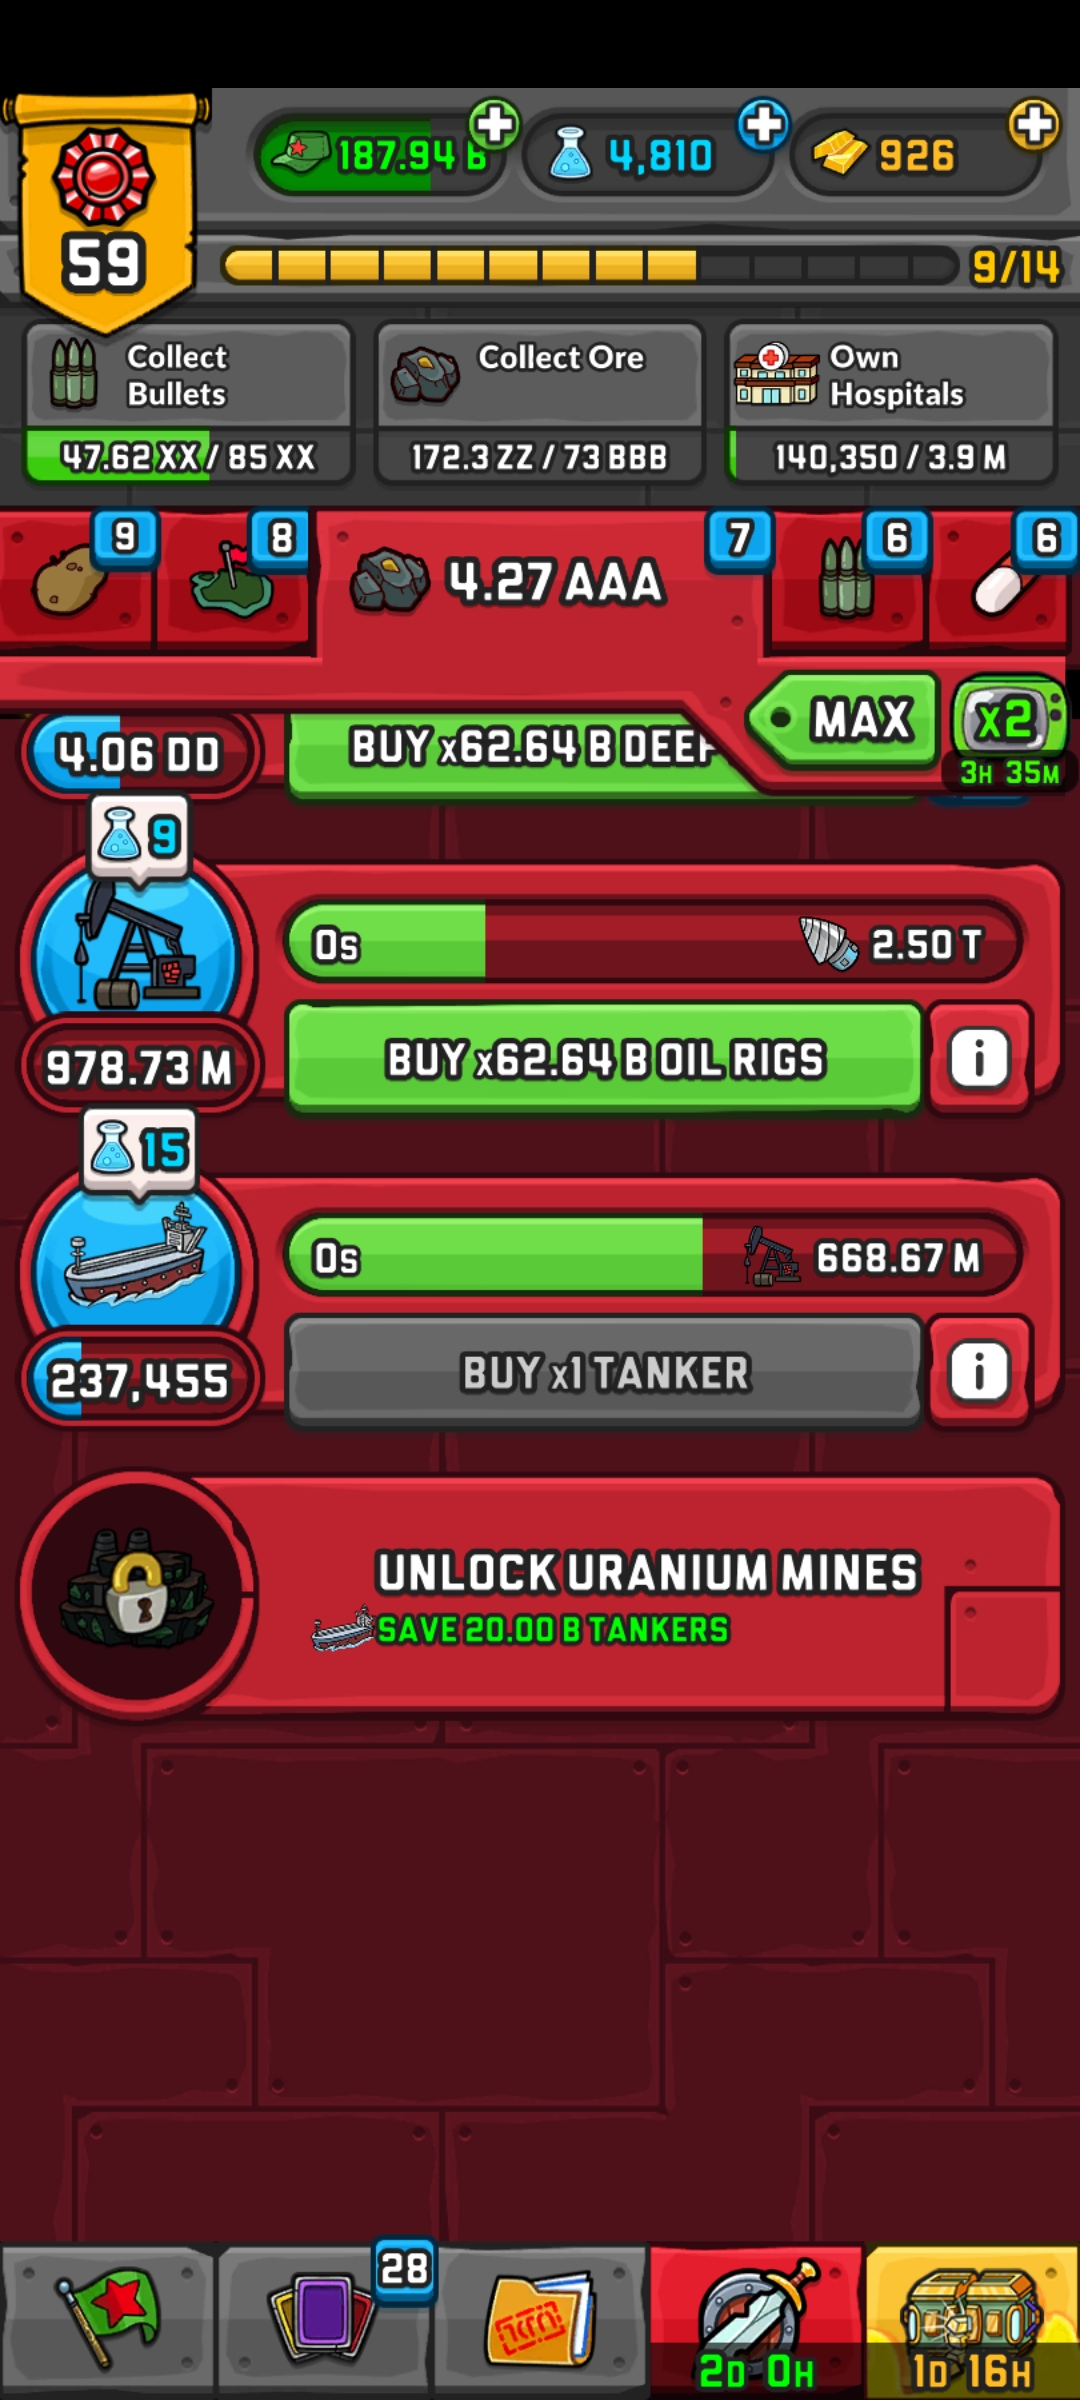 187.94 B
4,810
926
59
9/14
Collect
Bullets
47.62 XX / 85 XX
Collect Ore
172.3 ZZ / 73 BBB
Own
Hospitals
140,350 / 3.9 M
9
8
4.27 AAA
7
6
6
MAX
x2
3H 35M
4.06 DD
BUY x62.64 B DEEP
9
0s
2.50 T
978.73 M
BUY x62.64 B OIL RIGS
i
15
0s
668.67 M
237,455
BUY x1 TANKER
i
UNLOCK URANIUM MINES
SAVE 20.00 B TANKERS
28
2D 0H
1D 16H